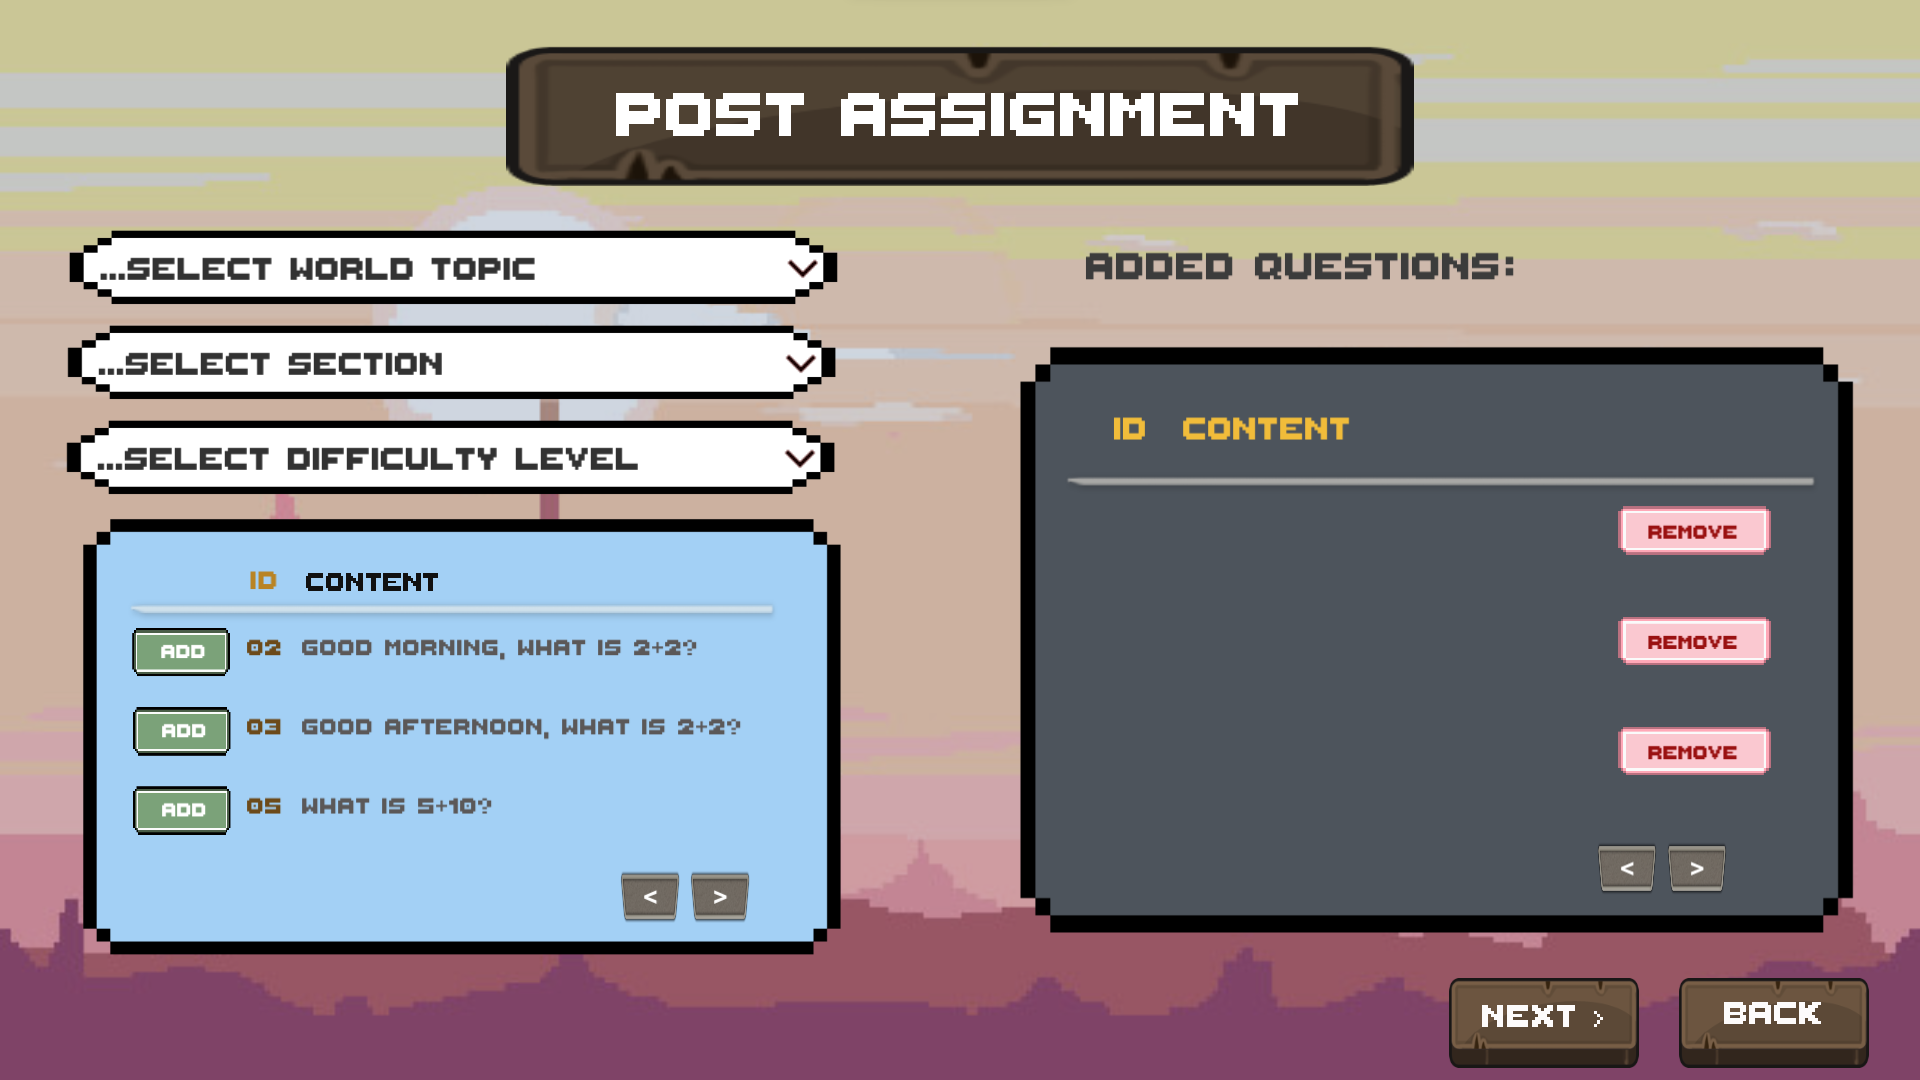 POST ASSIGNMENT
...SELECT WORLD TOPIC
...SELECT SECTION
...SELECT DIFFICULTY LEVEL
ID CONTENT
ADD 02 GOOD MORNING, WHAT IS 2+2?
ADD 03 GOOD AFTERNOON, WHAT IS 2+2?
ADD 05 WHAT IS 5+10?
< >
ADDED QUESTIONS:
ID CONTENT
REMOVE
REMOVE
REMOVE
< >
NEXT >
BACK